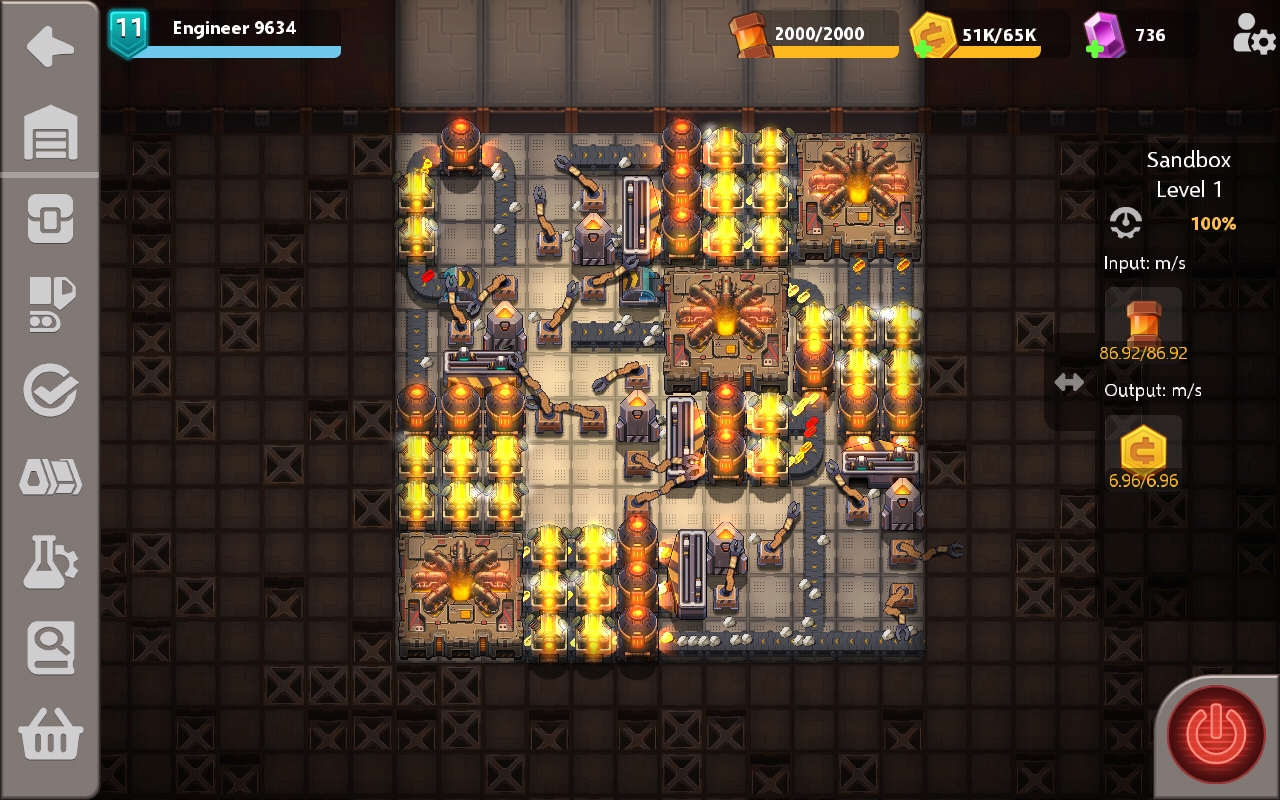 11
Engineer 9634
2000/2000
51K/65K
736
Sandbox
Level 1
100%
Input: m/s
86.92/86.92
Output: m/s
6.96/6.96